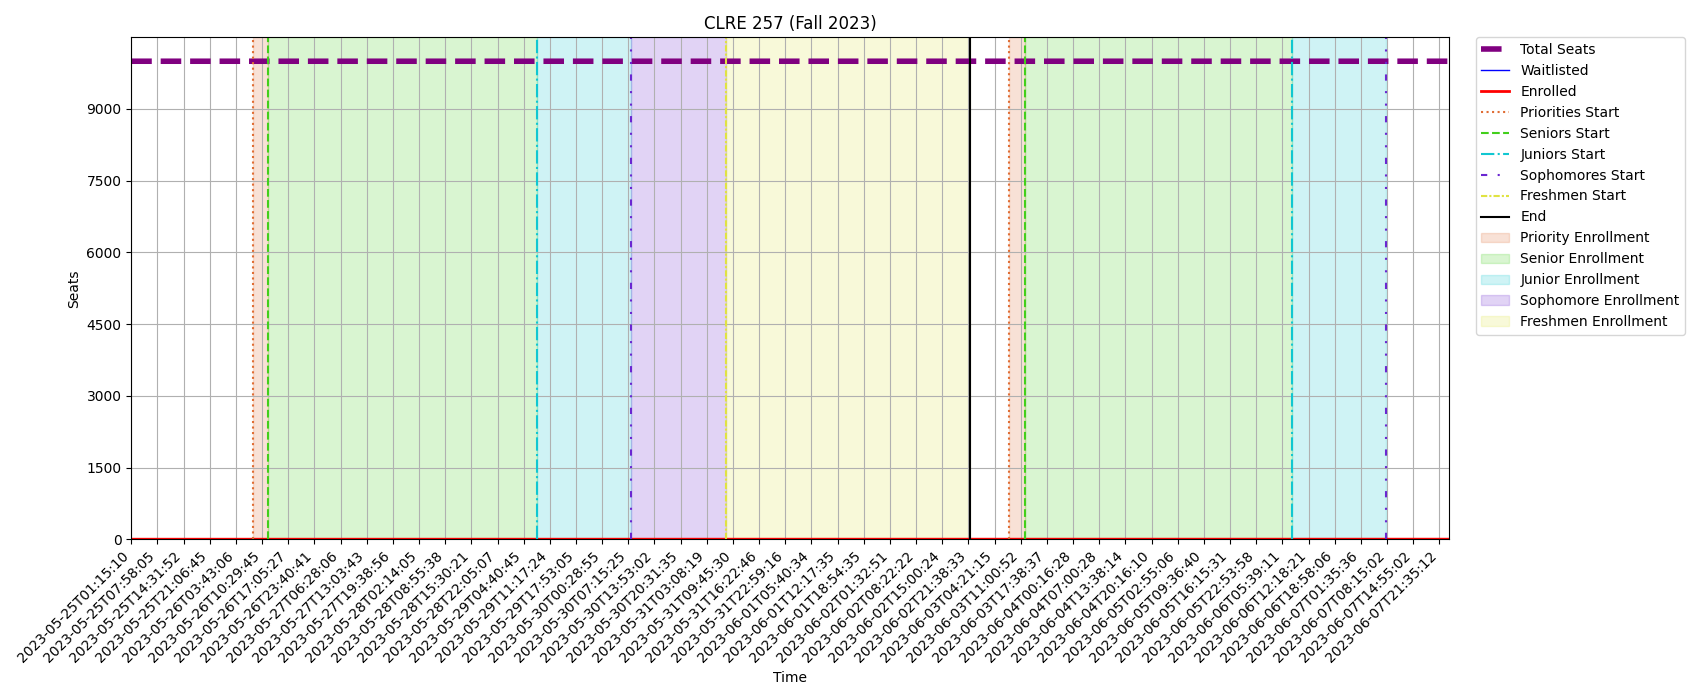 CLRE 257 (Fall 2023)
Total Seats
Waitlisted
Enrolled
Priorities Start
Seniors Start
Juniors Start
Sophomores Start
Freshmen Start
End
Priority Enrollment
Senior Enrollment
Junior Enrollment
Sophomore Enrollment
Freshmen Enrollment
Seats
9000
7500
6000
4500
3000
1500
0
2023-05-25T01:15:10
2023-05-25T07:58:05
2023-05-25T14:31:52
2023-05-25T21:06:45
2023-05-26T03:43:06
2023-05-26T10:29:45
2023-05-26T17:05:27
2023-05-26T23:40:41
2023-05-27T06:28:06
2023-05-27T13:03:43
2023-05-27T19:38:56
2023-05-28T02:14:05
2023-05-28T08:55:38
2023-05-28T15:30:21
2023-05-28T22:05:07
2023-05-29T04:40:45
2023-05-29T11:17:24
2023-05-29T17:53:05
2023-05-30T00:28:55
2023-05-30T07:15:25
2023-05-30T13:53:02
2023-05-30T20:31:35
2023-05-31T03:08:19
2023-05-31T09:45:30
2023-05-31T16:22:46
2023-05-31T22:59:16
2023-06-01T05:40:34
2023-06-01T12:17:35
2023-06-01T18:54:35
2023-06-02T01:32:51
2023-06-02T08:22:22
2023-06-02T15:00:24
2023-06-02T21:38:33
2023-06-03T04:21:15
2023-06-03T11:00:52
2023-06-03T17:38:37
2023-06-04T00:16:28
2023-06-04T07:00:28
2023-06-04T13:38:14
2023-06-04T20:16:10
2023-06-05T02:55:06
2023-06-05T09:36:40
2023-06-05T16:15:31
2023-06-05T22:53:58
2023-06-06T05:39:11
2023-06-06T12:18:21
2023-06-06T18:58:06
2023-06-07T01:35:36
2023-06-07T08:15:02
2023-06-07T14:55:02
2023-06-07T21:35:12
Time